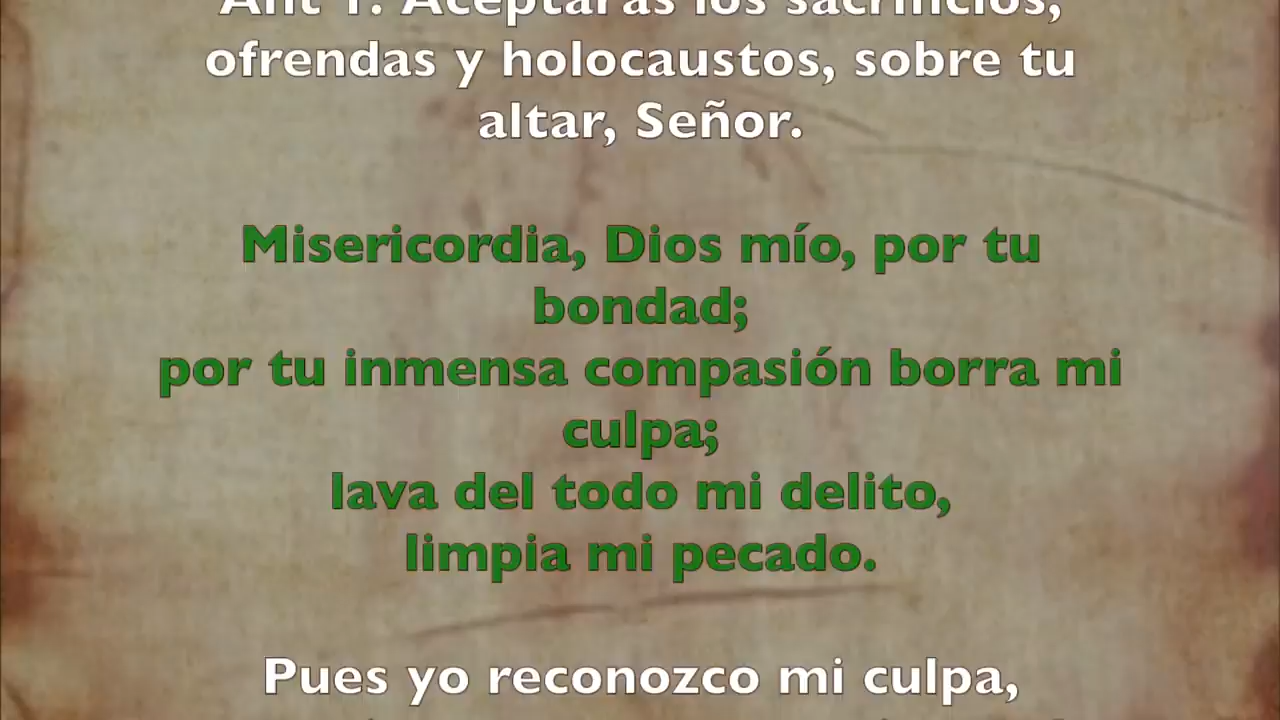 Ant 1: Aceptarás los sacrificios,
ofrendas y holocaustos, sobre tu
altar, Señor.
Misericordia, Dios mío, por tu
bondad;
por tu inmensa compasión borra mi
culpa;
lava del todo mi delito,
limpia mi pecado.
Pues yo reconozco mi culpa,